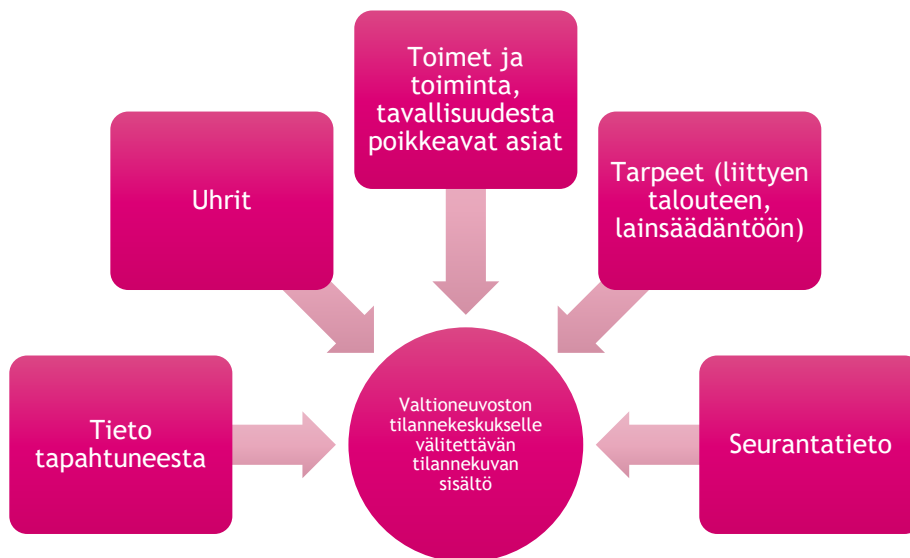 Toimet ja
toiminta,
tavallisuudesta
poikkeavat asiat
Uhrit
Tarpeet (liittyen
talouteen,
lainsäädäntöön)
Tieto
tapahtuneesta
Valtioneuvoston
tilannekeskukselle
välitettävän
tilannekuvan
sisältö
Seurantatieto